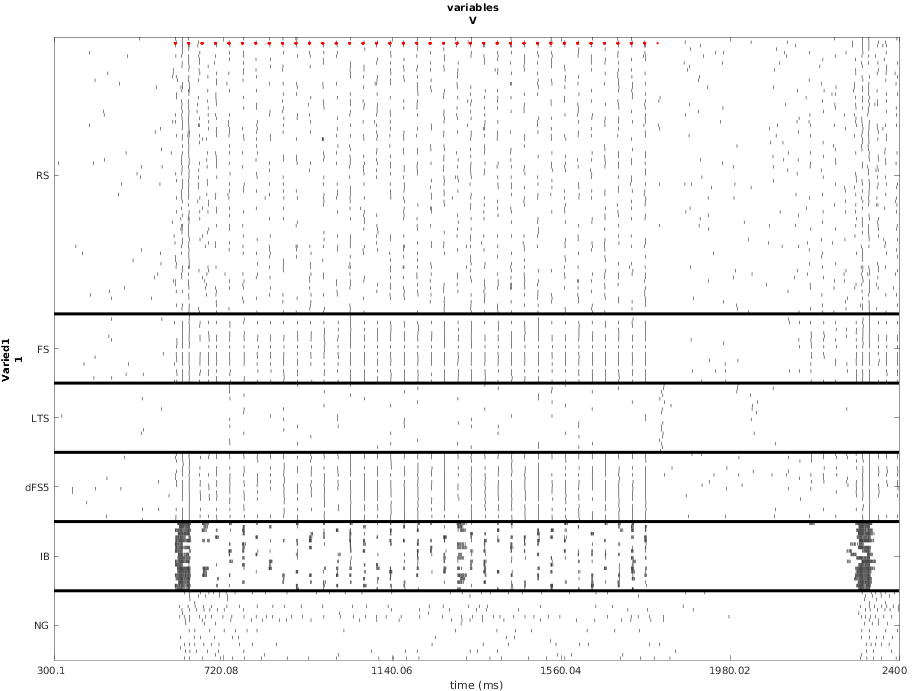 variables
V
RS
FS
Varied1
1
LTS
dFS5
IB
NG
300.1 720.08 1140.06 1560.04 1980.02 2400
time (ms)